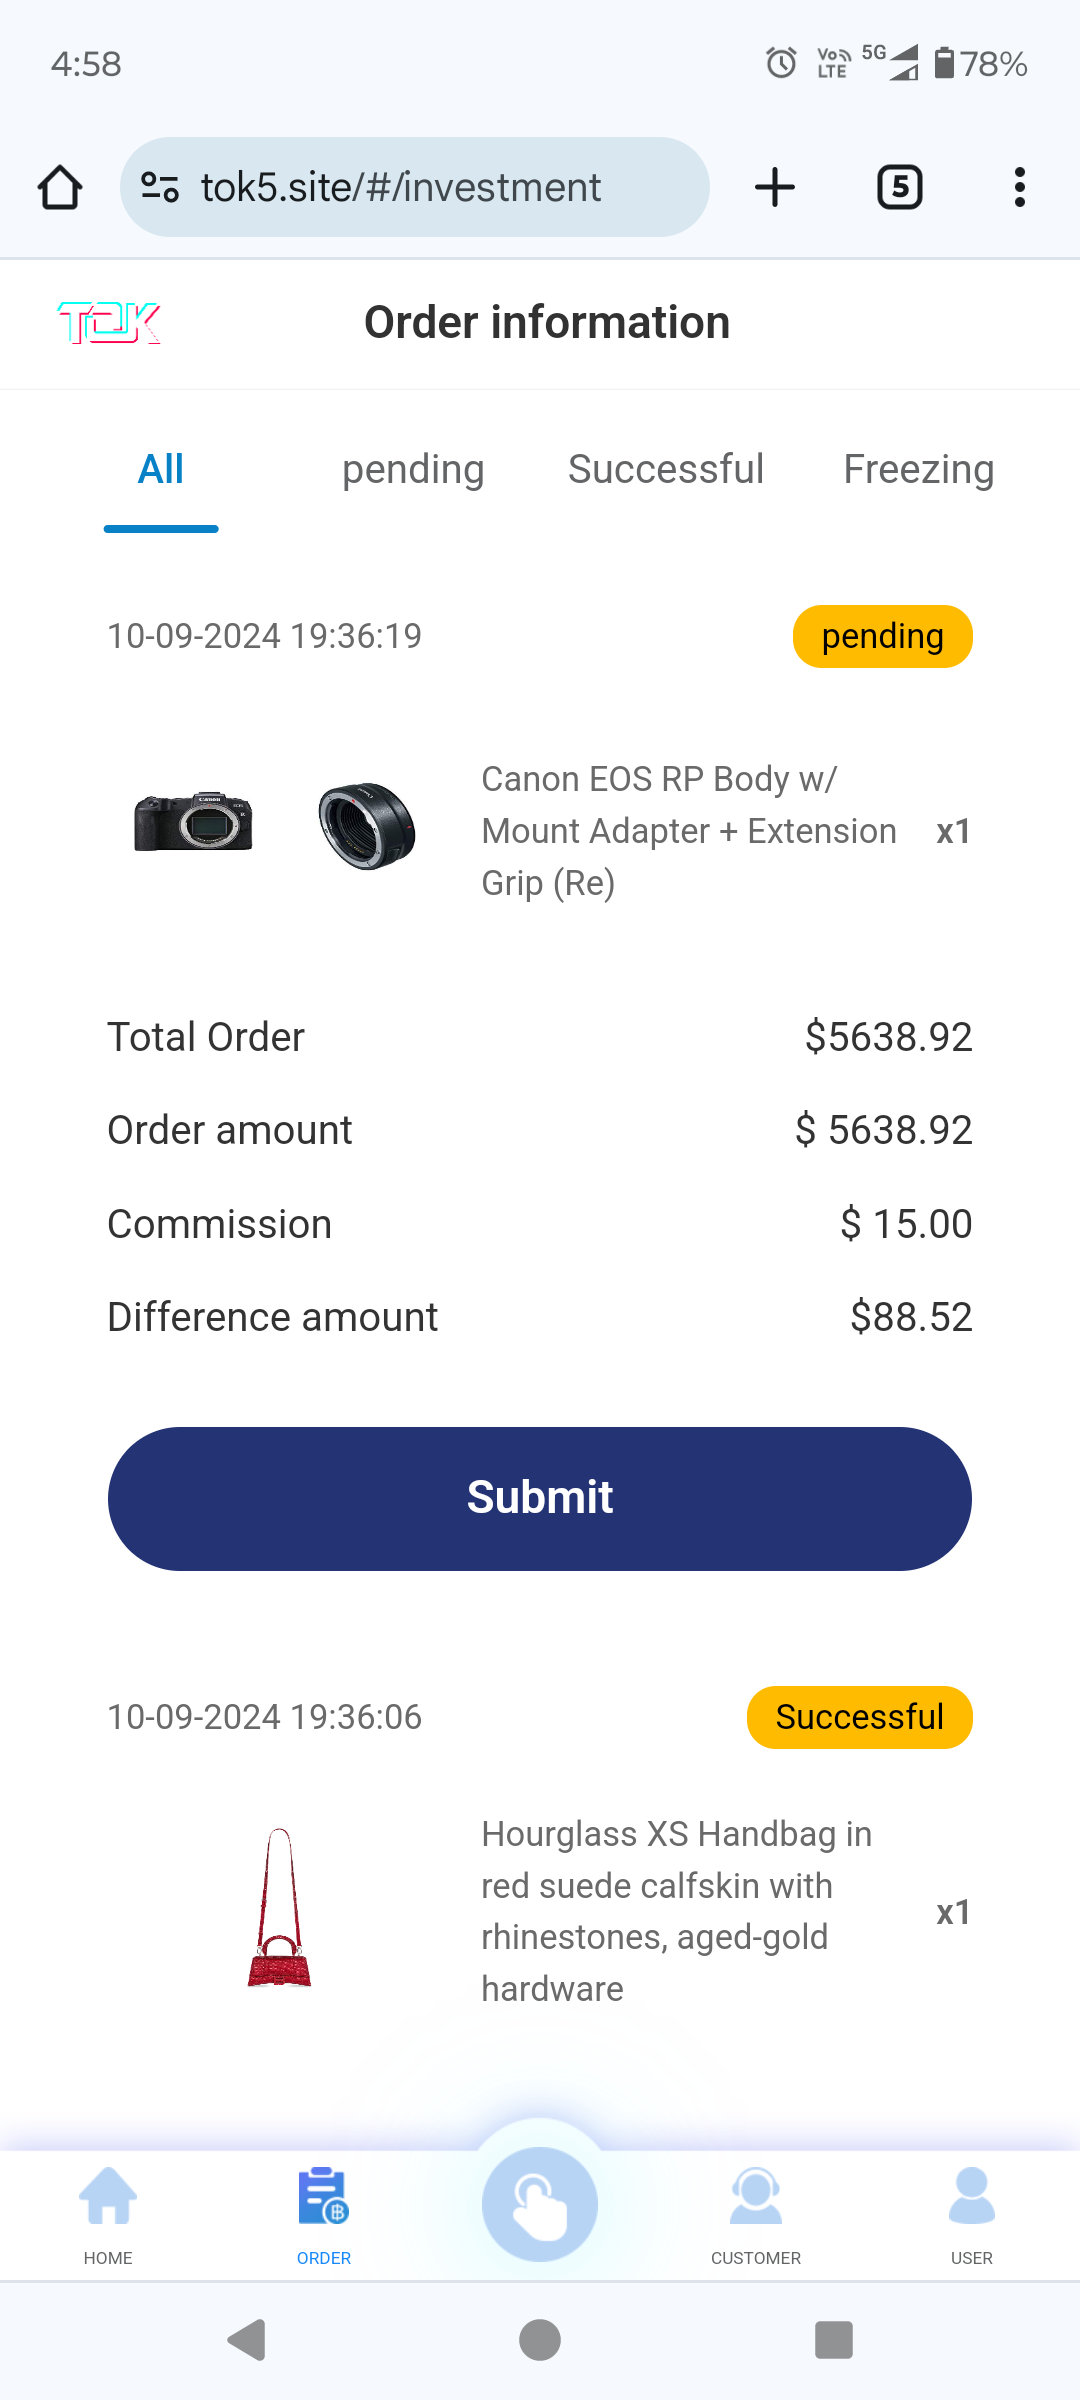 4:58
Vo LTE 5G 78%
tok5.site/#/investment
5
TOK
Order information
All pending Successful Freezing
10-09-2024 19:36:19 pending
Canon EOS RP Body w/
Mount Adapter + Extension x1
Grip (Re)
Total Order $5638.92
Order amount $ 5638.92
Commission $ 15.00
Difference amount $88.52
Submit
10-09-2024 19:36:06 Successful
Hourglass XS Handbag in
red suede calfskin with
rhinestones, aged-gold x1
hardware
HOME ORDER CUSTOMER USER